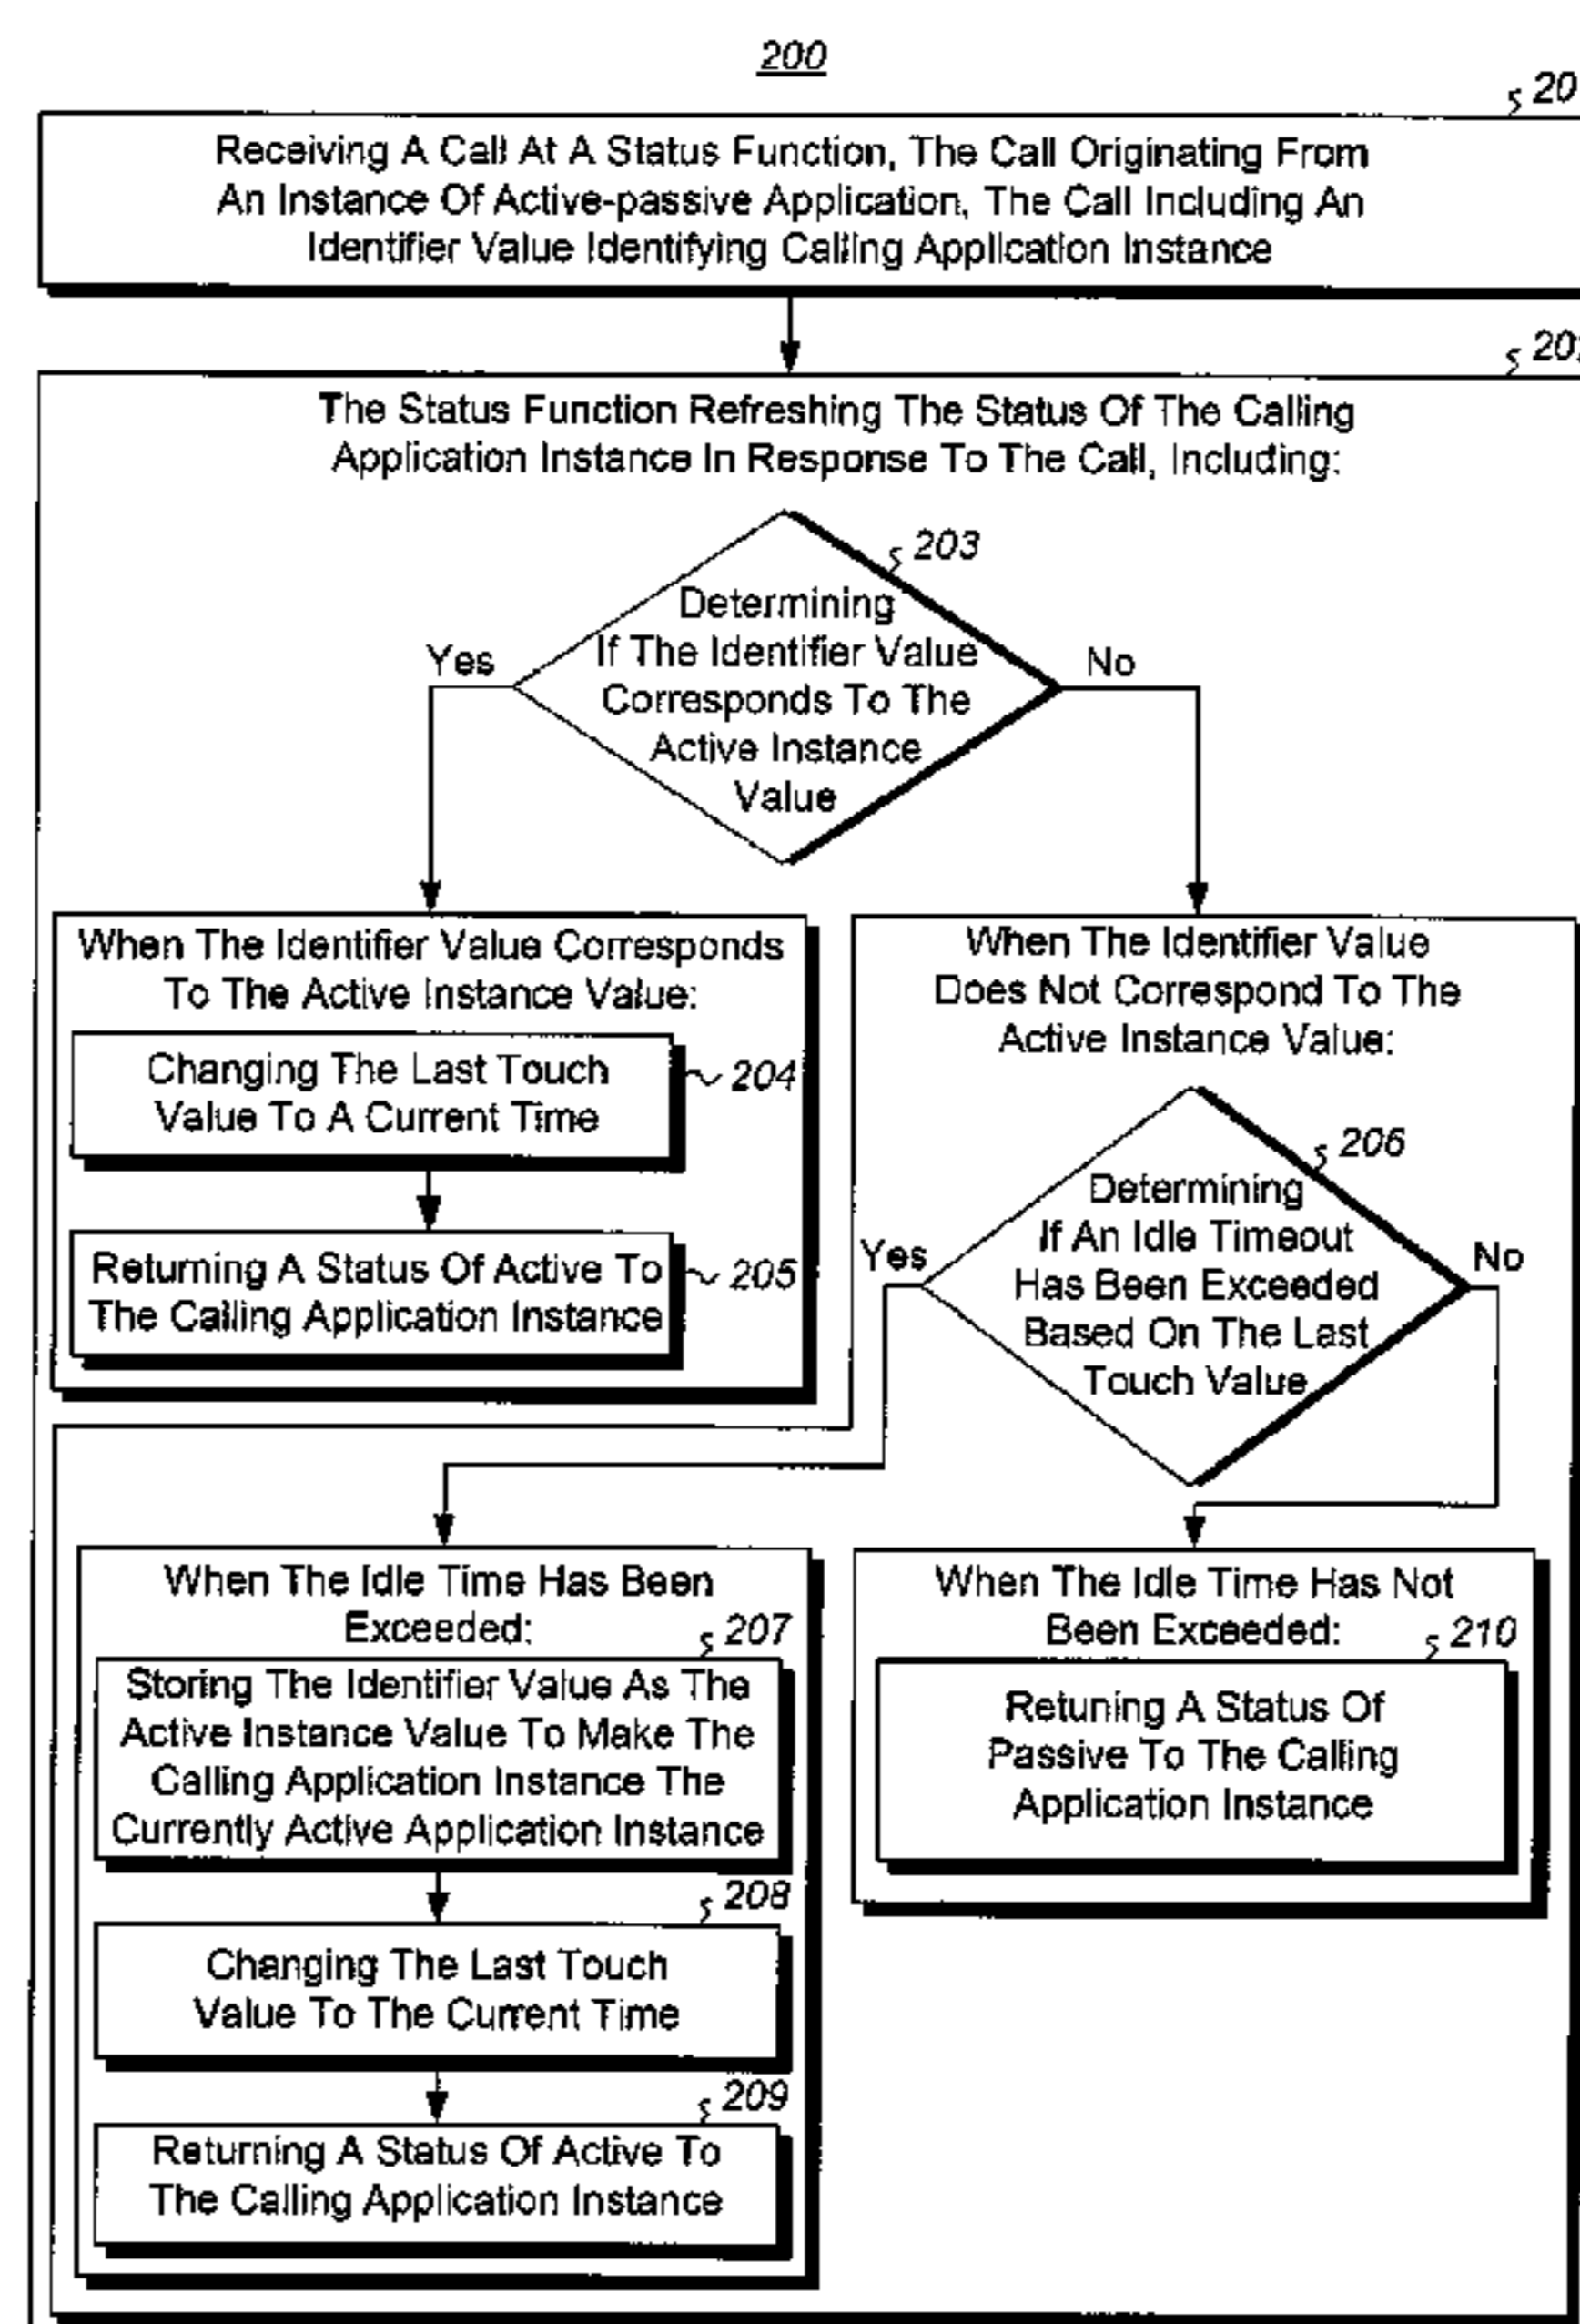 200
20
Receiving A Call At A Status Function, The Call Originating From
An Instance Of Active-passive Application, The Call Including An
Identifier Value Identifying Calling Application Instance
20
The Status Function Refreshing The Status Of The Calling
Application Instance In Response To The Call, Including:
203
Determining
If The Identifier Value
Corresponds To The
Active Instance
Value
Yes
No
When The Identifier Value Corresponds
To The Active Instance Value:
Changing The Last Touch
Value To A Current Time
204
Returning A Status Of Active To
The Calling Application Instance
205
When The Identifier Value
Does Not Correspond To The
Active Instance Value:
206
Determining
If An Idle Timeout
Has Been Exceeded
Based On The Last
Touch Value
Yes
No
When The Idle Time Has Been
Exceeded:
207
Storing The Identifier Value As The
Active Instance Value To Make The
Calling Application Instance The
Currently Active Application Instance
208
Changing The Last Touch
Value To The Current Time
209
Returning A Status Of Active To
The Calling Application Instance
When The Idle Time Has Not
Been Exceeded:
210
Retuning A Status Of
Passive To The Calling
Application Instance